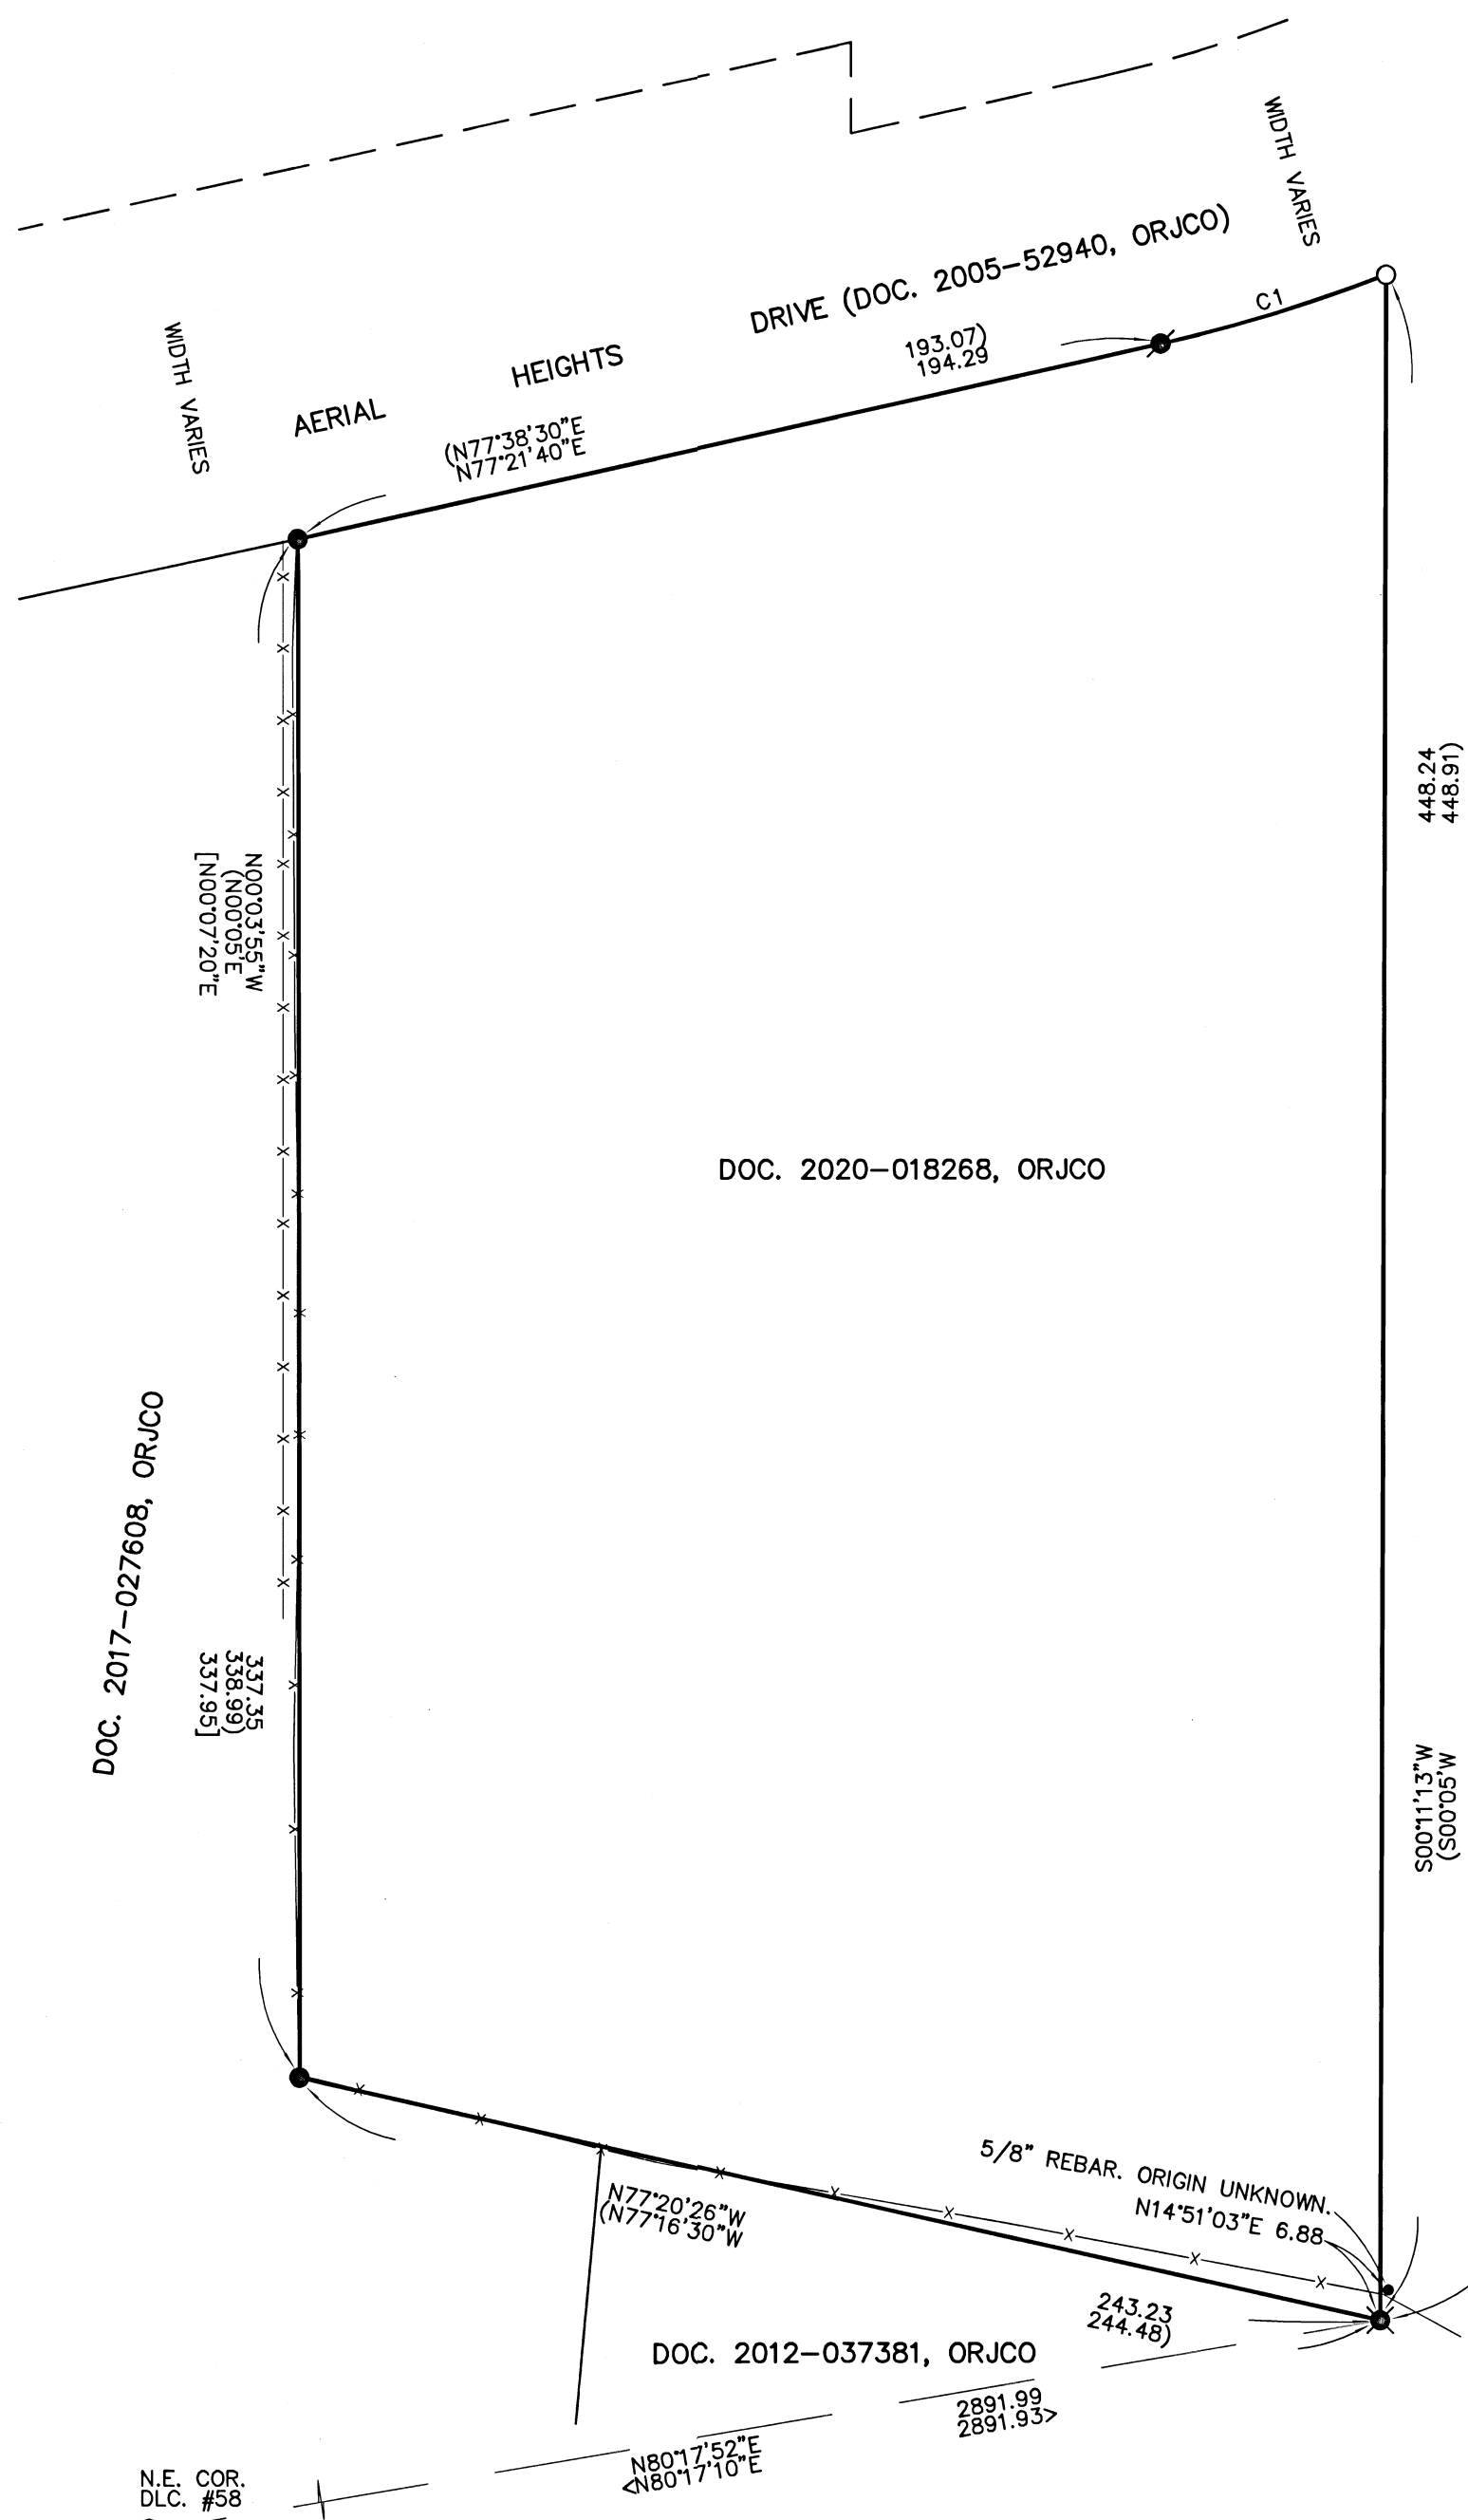 WIDTH VARIES
DRIVE (DOC. 2005-52940, ORJCO)
C1
193.07)
194.29
WIDTH VARIES
HEIGHTS
AERIAL
(N77°38'30"E
N77°21'40"E
448.24
448.91)
N00°03'55"W
(N00°05'E
[N00°07'20"E
DOC. 2020-018268, ORJCO
DOC. 2017-027608, ORJCO
337.35
338.99)
337.95]
S00°11'13"W
(S00°05'W
5/8" REBAR. ORIGIN UNKNOWN.
N14°51'03"E 6.88
N77°20'26"W
(N77°16'30"W
243.23
244.48)
DOC. 2012-037381, ORJCO
2891.99
2891.93>
N80°17'52"E
<N80°17'10"E
N.E. COR.
DLC. #58